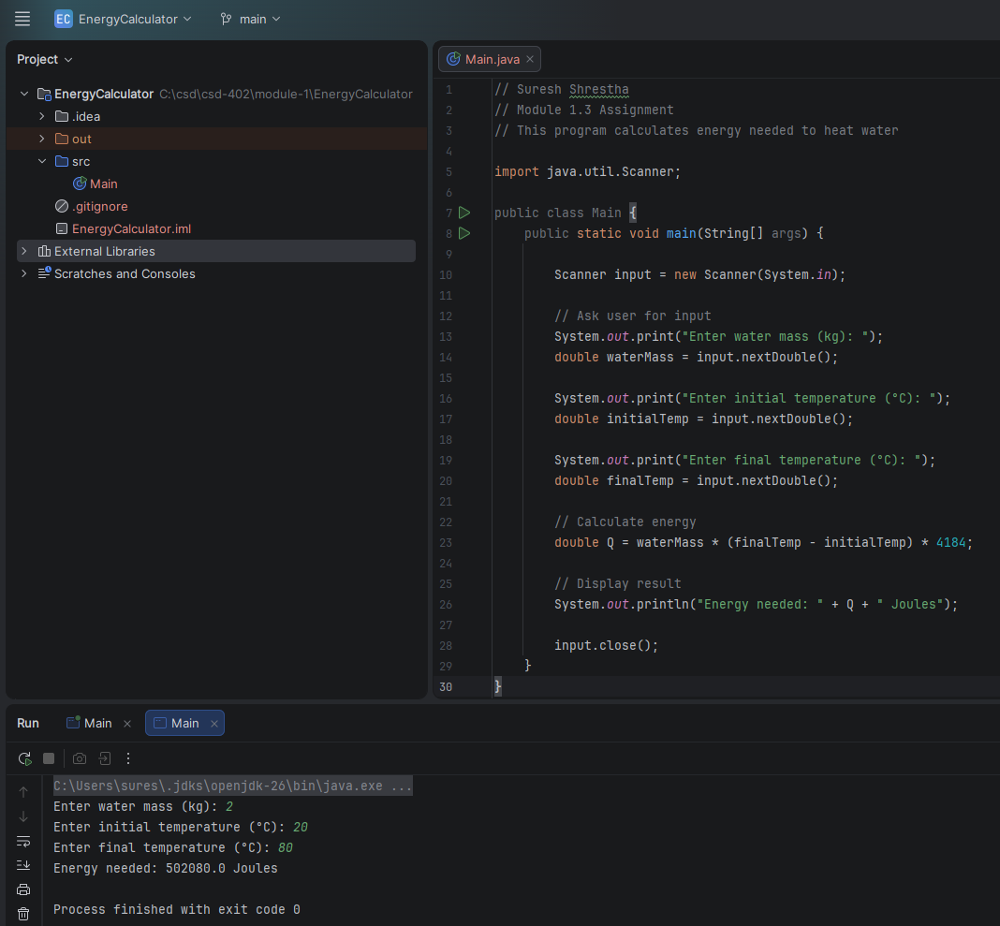 EC EnergyCalculator main
Project
EnergyCalculator C:\csd\csd-402\module-1\EnergyCalculator
.idea
out
src
Main
.gitignore
EnergyCalculator.iml
External Libraries
Scratches and Consoles
Main.java
1 // Suresh Shrestha
2 // Module 1.3 Assignment
3 // This program calculates energy needed to heat water
4
5 import java.util.Scanner;
6
7 public class Main {
8 public static void main(String[] args) {
9
10 Scanner input = new Scanner(System.in);
11
12 // Ask user for input
13 System.out.print("Enter water mass (kg): ");
14 double waterMass = input.nextDouble();
15
16 System.out.print("Enter initial temperature (°C): ");
17 double initialTemp = input.nextDouble();
18
19 System.out.print("Enter final temperature (°C): ");
20 double finalTemp = input.nextDouble();
21
22 // Calculate energy
23 double Q = waterMass * (finalTemp - initialTemp) * 4184;
24
25 // Display result
26 System.out.println("Energy needed: " + Q + " Joules");
27
28 input.close();
29 }
30 }
Run Main Main
C:\Users\sures\.jdks\openjdk-26\bin\java.exe ...
Enter water mass (kg): 2
Enter initial temperature (°C): 20
Enter final temperature (°C): 80
Energy needed: 502080.0 Joules
Process finished with exit code 0